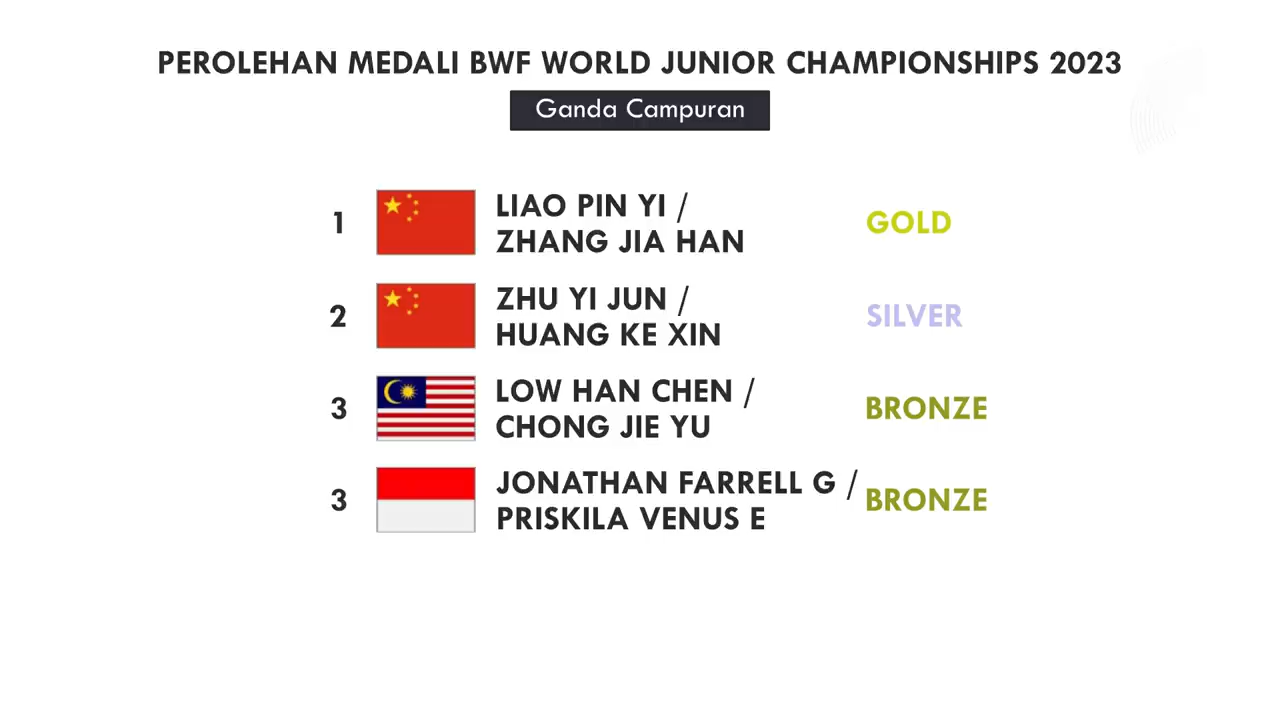 PEROLEHAN MEDALI BWF WORLD JUNIOR CHAMPIONSHIPS 2023
Ganda Campuran
1 LIAO PIN YI / ZHANG JIA HAN GOLD
2 ZHU YI JUN / HUANG KE XIN SILVER
3 LOW HAN CHEN / CHONG JIE YU BRONZE
3 JONATHAN FARRELL G / PRISKILA VENUS E BRONZE